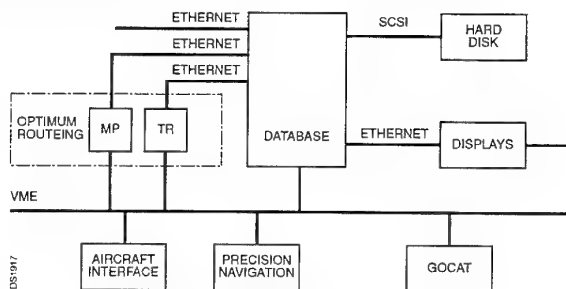 ETHERNET
ETHERNET
ETHERNET
SCSI
HARD
DISK
OPTIMUM
ROUTEING
MP
TR
DATABASE
ETHERNET
DISPLAYS
VME
AIRCRAFT
INTERFACE
PRECISION
NAVIGATION
GOCAT
DS1917